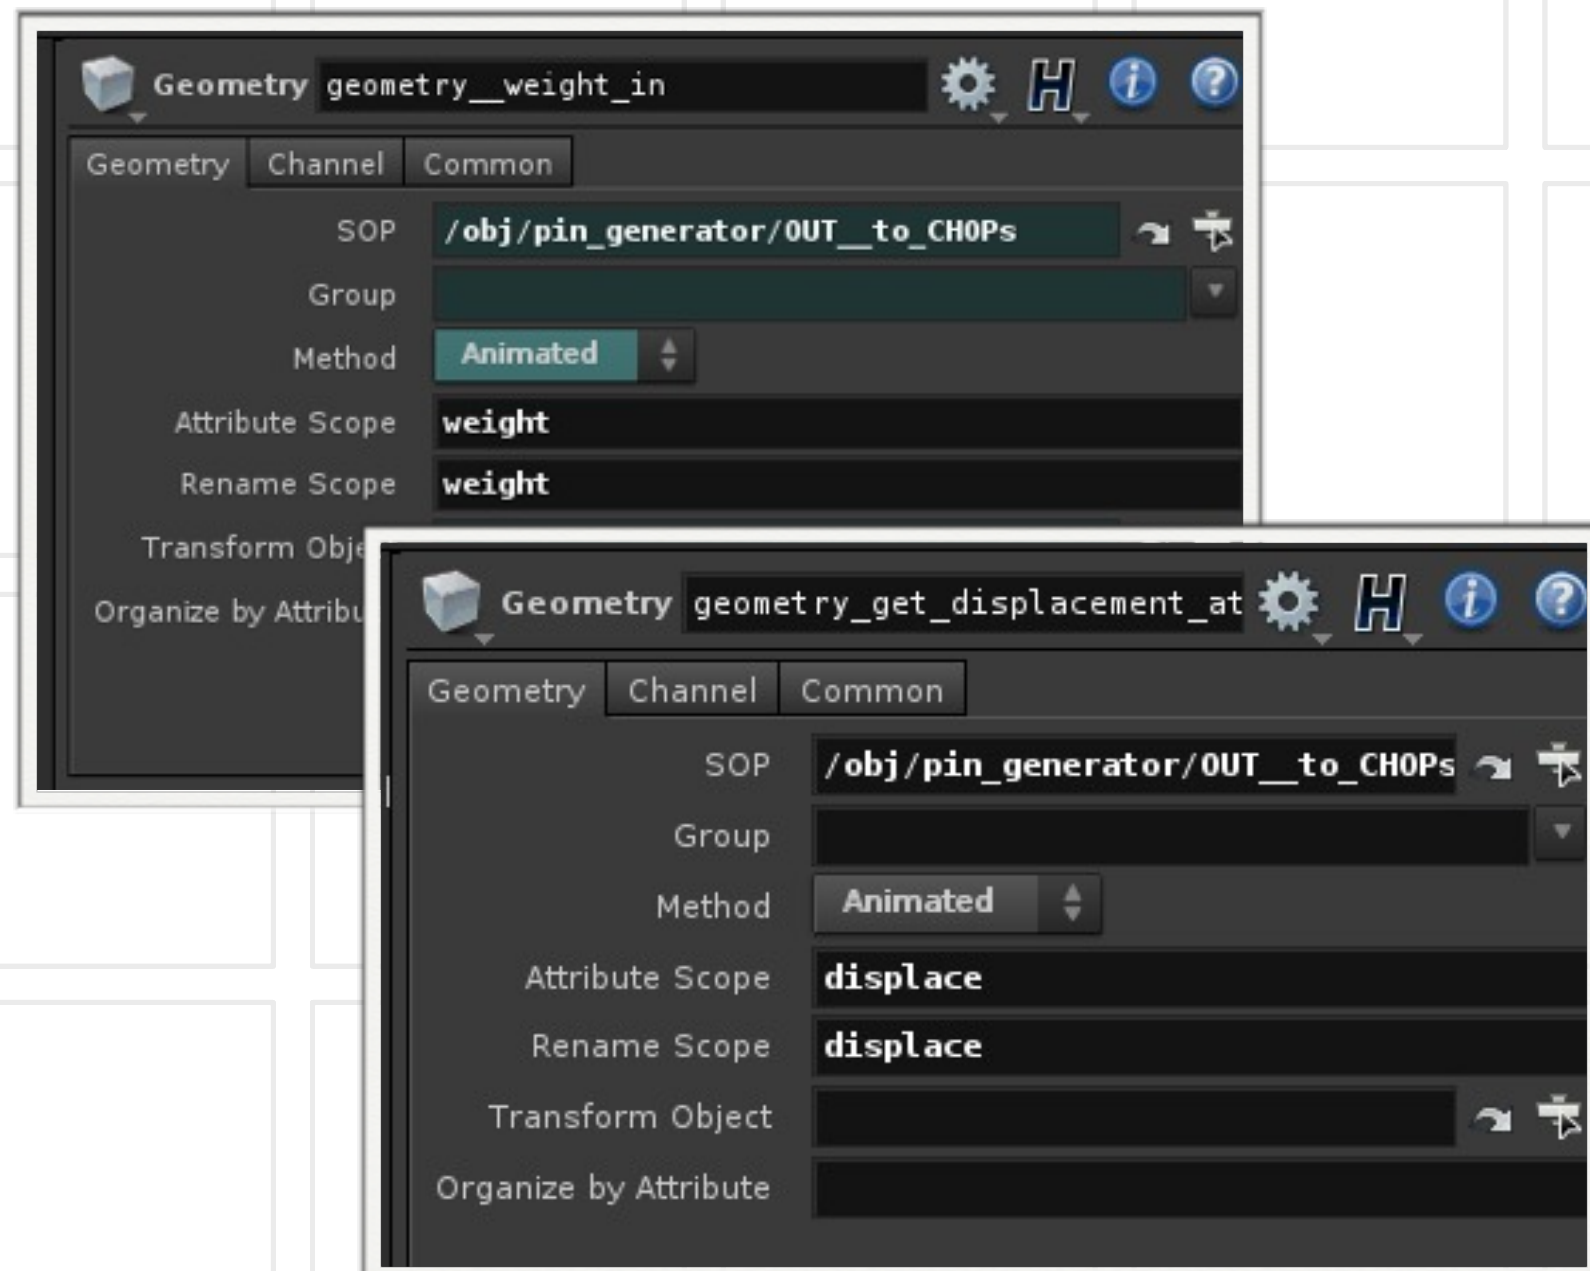 Geometry geometry__weight_in
Geometry Channel Common
SOP /obj/pin_generator/OUT__to_CHOPs
Group
Method Animated
Attribute Scope weight
Rename Scope weight
Transform Obje
Organize by Attribu
Geometry geometry_get_displacement_at
Geometry Channel Common
SOP /obj/pin_generator/OUT__to_CHOPs
Group
Method Animated
Attribute Scope displace
Rename Scope displace
Transform Object
Organize by Attribute